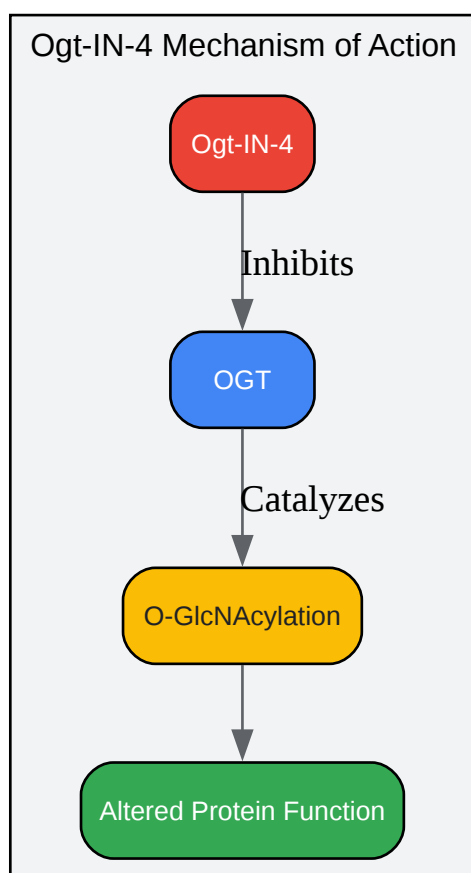 Ogt-IN-4 Mechanism of Action
Ogt-IN-4
Inhibits
OGT
Catalyzes
O-GlcNAcylation
Altered Protein Function